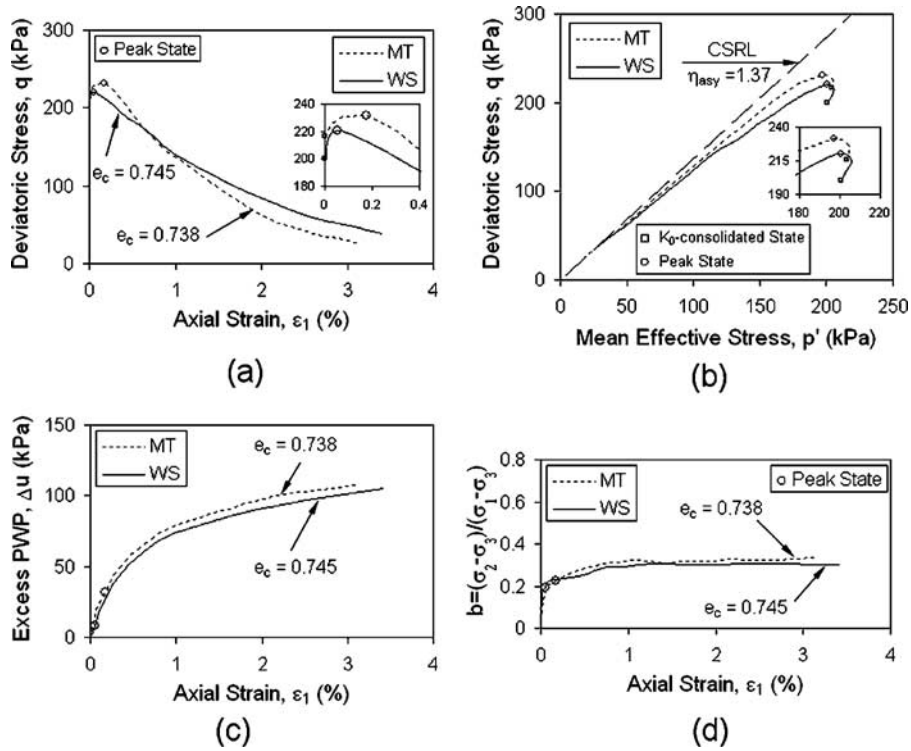 Deviatoric Stress, q (kPa)
300
200
100
0
Peak State
MT
WS
e_c = 0.745
e_c = 0.738
240
220
200
180
0
0.2
0.4
0
1
2
3
4
Axial Strain, ε₁ (%)
(a)
Deviatoric Stress, q (kPa)
300
200
100
0
MT
WS
CSRL
η_asy =1.37
240
215
190
180
200
220
K₀-consolidated State
Peak State
0
50
100
150
200
250
Mean Effective Stress, p' (kPa)
(b)
Excess PWP, Δu (kPa)
150
100
50
0
MT
WS
e_c = 0.738
e_c = 0.745
0
1
2
3
4
Axial Strain, ε₁ (%)
(c)
b=(σ₂-σ₃)/(σ₁-σ₃)
0.8
0.6
0.4
0.2
0
MT
WS
Peak State
e_c = 0.738
e_c = 0.745
0
1
2
3
4
Axial Strain, ε₁ (%)
(d)